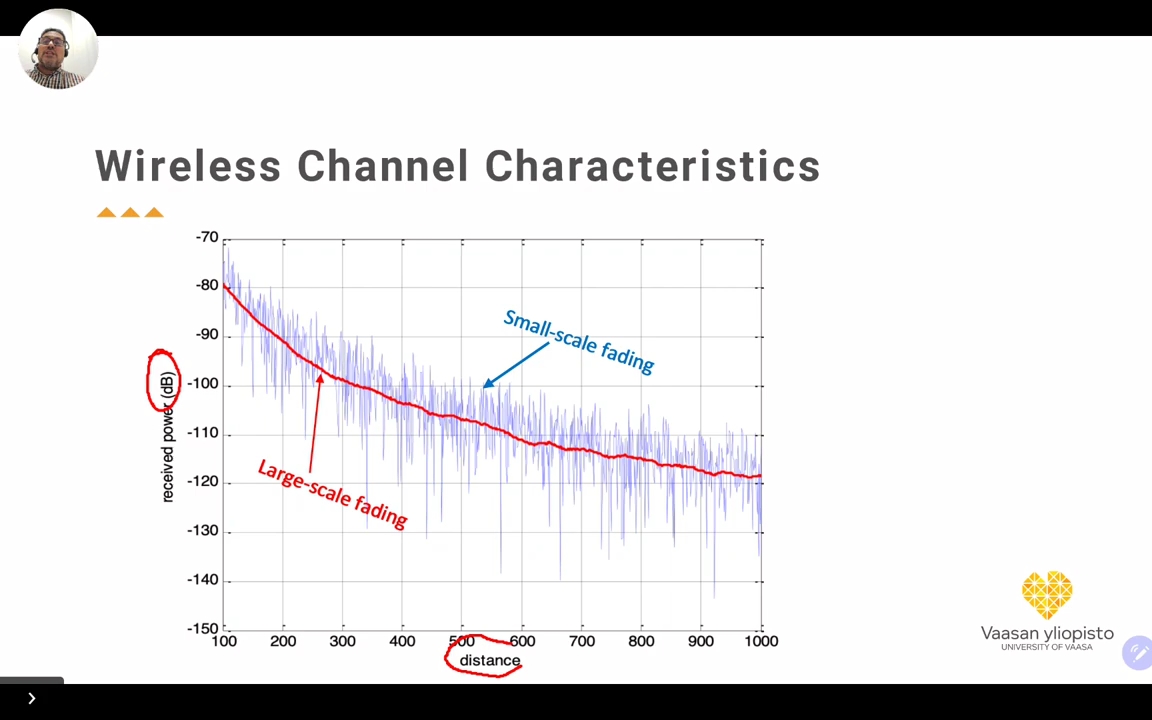 Wireless Channel Characteristics
-70
-80
-90
-100
-110
-120
-130
-140
-150
received power (dB)
Small-scale fading
Large-scale fading
100 200 300 400 500 600 700 800 900 1000
distance
Vaasan yliopisto
UNIVERSITY OF VAASA